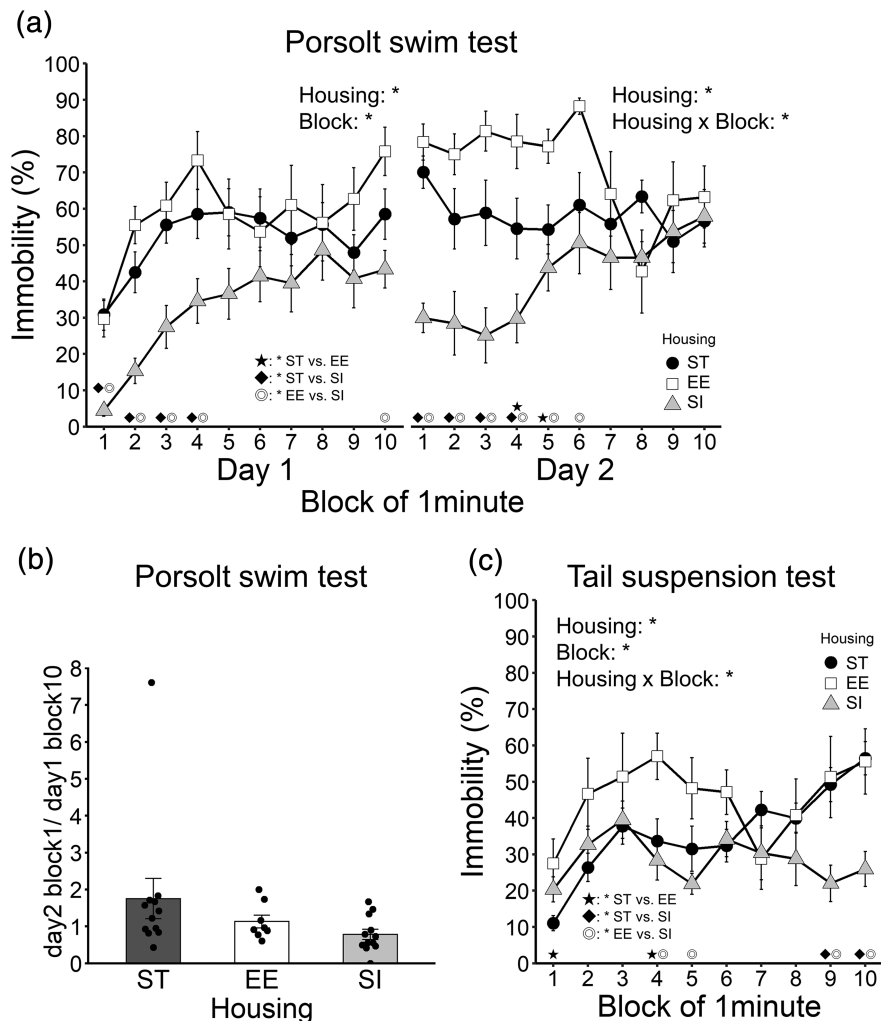 (a)
Porsolt swim test
Immobility (%)
100
90
80
70
60
50
40
30
20
10
0
Housing: *
Block: *
Housing: *
Housing x Block: *
★: * ST vs. EE
◆: * ST vs. SI
◎: * EE vs. SI
Housing
ST
EE
SI
1 2 3 4 5 6 7 8 9 10
1 2 3 4 5 6 7 8 9 10
Day 1
Day 2
Block of 1minute
(b)
Porsolt swim test
day2 block1/ day1 block10
8
7
6
5
4
3
2
1
0
ST EE SI
Housing
(c)
Tail suspension test
Immobility (%)
100
90
80
70
60
50
40
30
20
10
0
Housing: *
Block: *
Housing x Block: *
Housing
ST
EE
SI
★: * ST vs. EE
◆: * ST vs. SI
◎: * EE vs. SI
1 2 3 4 5 6 7 8 9 10
Block of 1minute